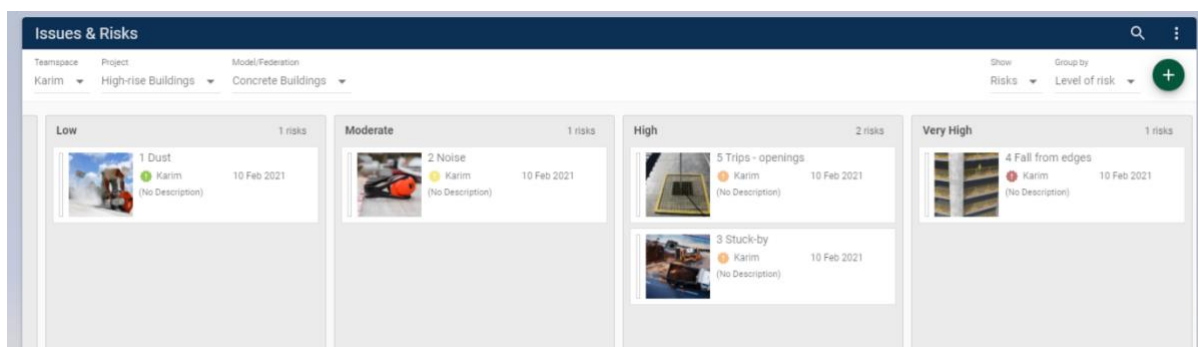 Issues & Risks
Teamspace Project Model/Federation Show Group by
Karim High-rise Buildings Concrete Buildings Risks Level of risk
Low 1 risks
1 Dust
Karim 10 Feb 2021
(No Description)
Moderate 1 risks
2 Noise
Karim 10 Feb 2021
(No Description)
High 2 risks
5 Trips - openings
Karim 10 Feb 2021
(No Description)
3 Stuck-by
Karim 10 Feb 2021
(No Description)
Very High 1 risks
4 Fall from edges
Karim 10 Feb 2021
(No Description)